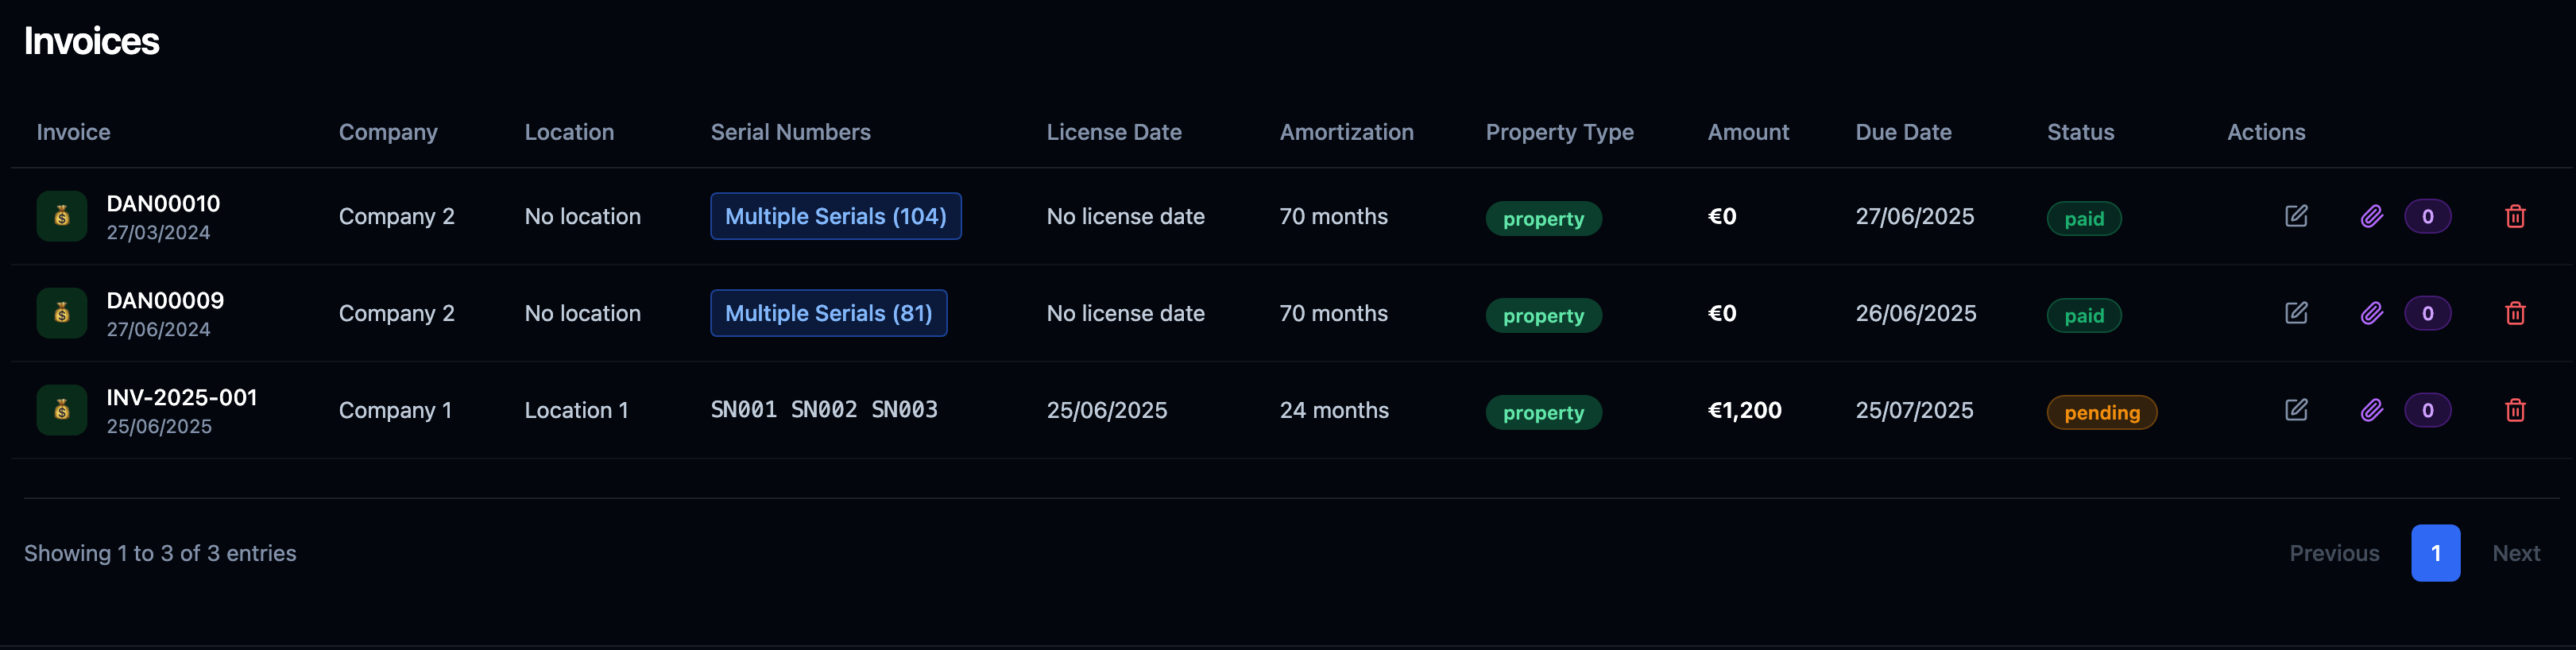 Invoices
Invoice Company Location Serial Numbers License Date Amortization Property Type Amount Due Date Status Actions
DAN00010
27/03/2024
Company 2 No location Multiple Serials (104) No license date 70 months property €0 27/06/2025 paid 0
DAN00009
27/06/2024
Company 2 No location Multiple Serials (81) No license date 70 months property €0 26/06/2025 paid 0
INV-2025-001
25/06/2025
Company 1 Location 1 SN001 SN002 SN003 25/06/2025 24 months property €1,200 25/07/2025 pending 0
Showing 1 to 3 of 3 entries Previous 1 Next